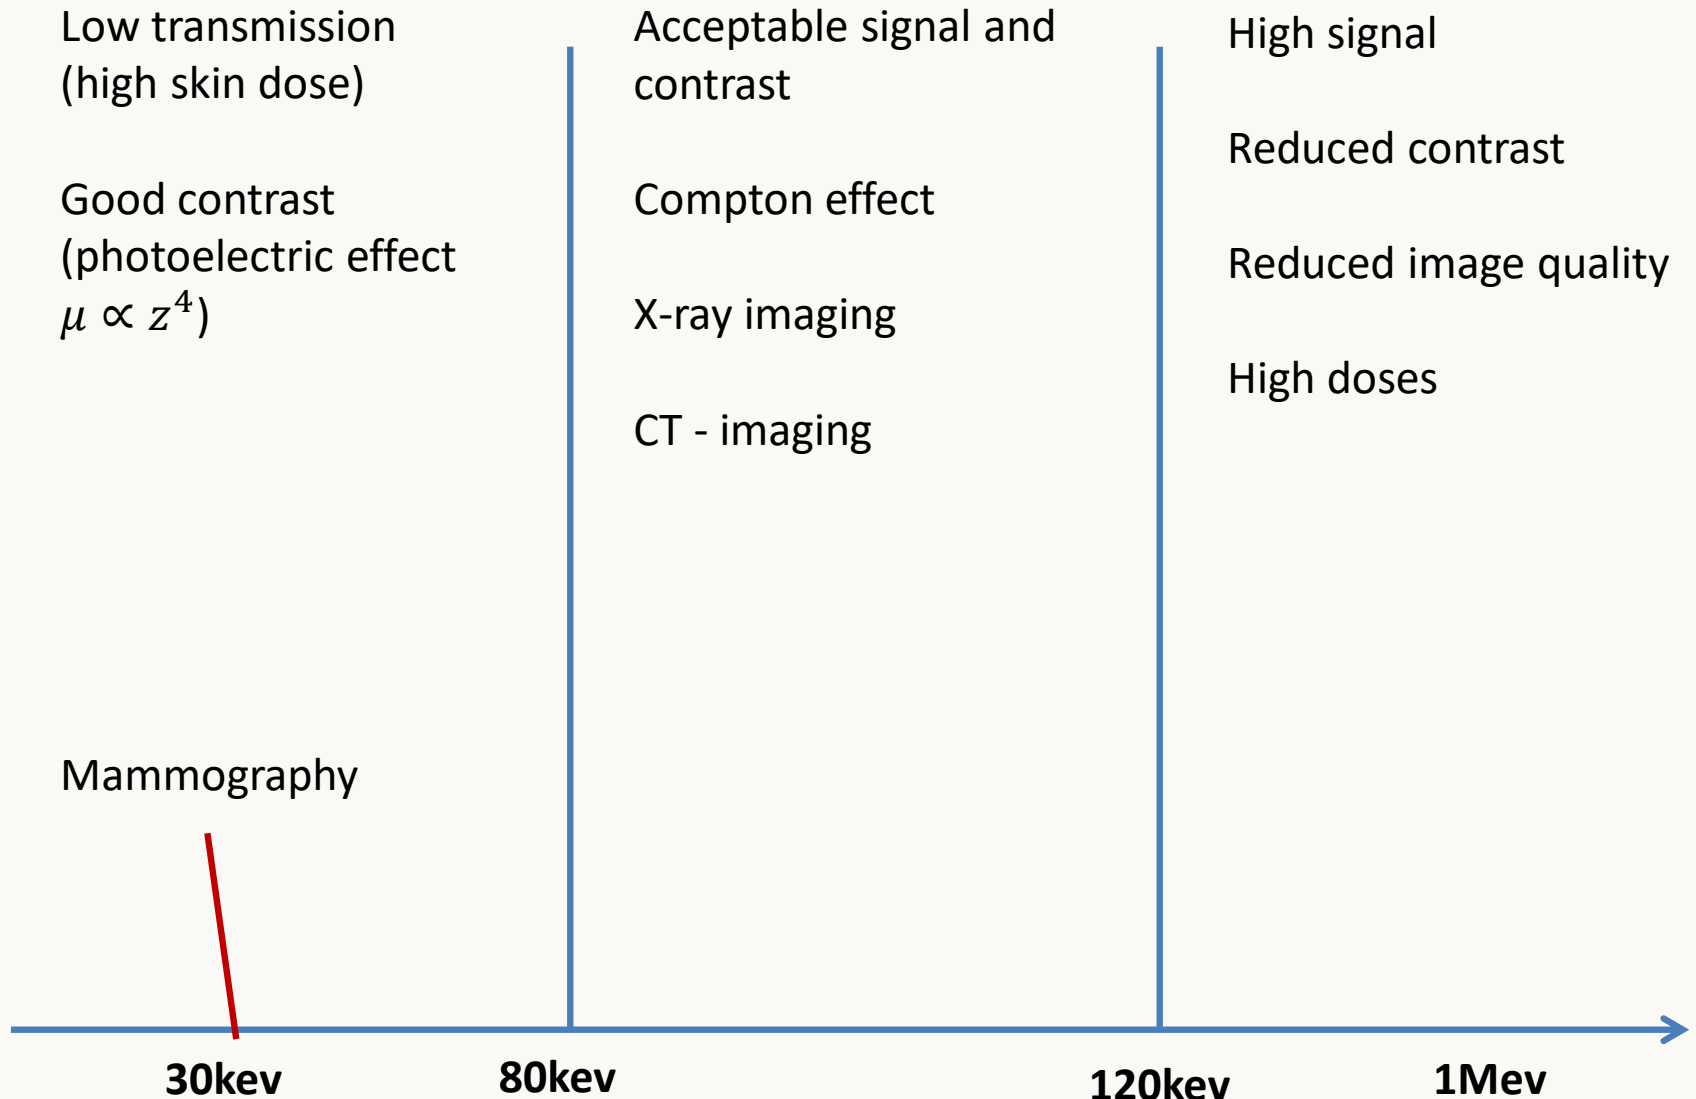 Low transmission
(high skin dose)
Good contrast
(photoelectric effect
𝜇 ∝ 𝑧⁴)
Mammography
Acceptable signal and
contrast
Compton effect
X-ray imaging
CT - imaging
High signal
Reduced contrast
Reduced image quality
High doses
30kev
80kev
120kev
1Mev